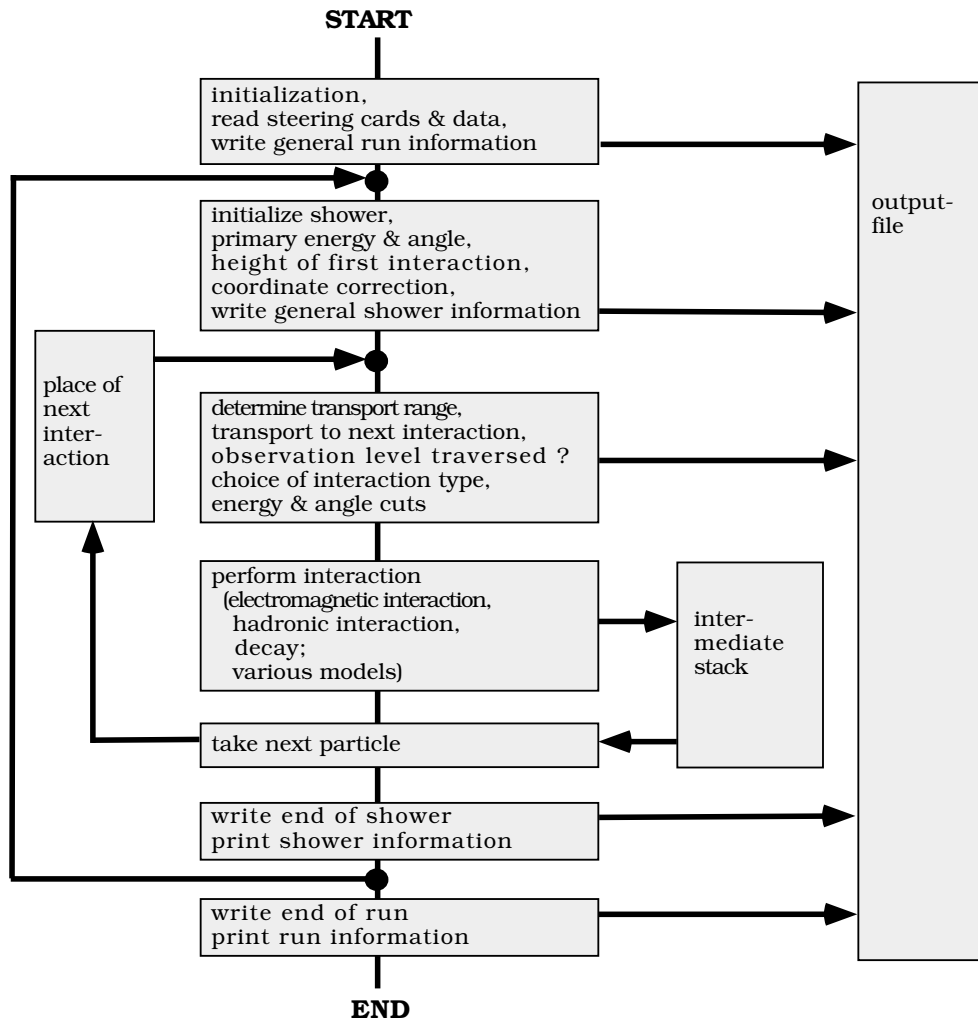 START
initialization,
read steering cards & data,
write general run information
output-
file
initialize shower,
primary energy & angle,
height of first interaction,
coordinate correction,
write general shower information
place of
next
inter-
action
determine transport range,
transport to next interaction,
observation level traversed ?
choice of interaction type,
energy & angle cuts
perform interaction
(electromagnetic interaction,
hadronic interaction,
decay;
various models)
inter-
mediate
stack
take next particle
write end of shower
print shower information
write end of run
print run information
END